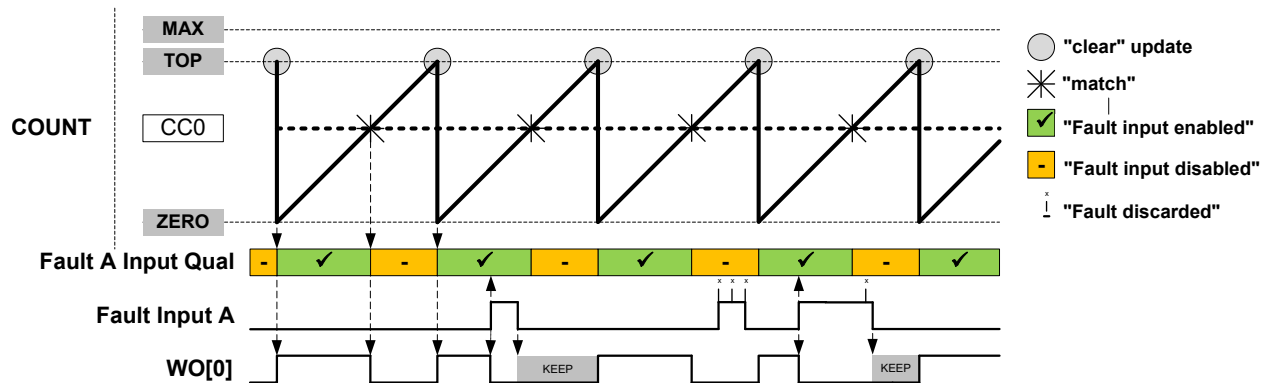 MAX
TOP
COUNT
CC0
ZERO
"clear" update
"match"
"Fault input enabled"
"Fault input disabled"
x
"Fault discarded"
-
Fault A Input Qual
- ✓ - ✓ - ✓ - ✓ - ✓
x x x x
Fault Input A
WO[0]
KEEP KEEP